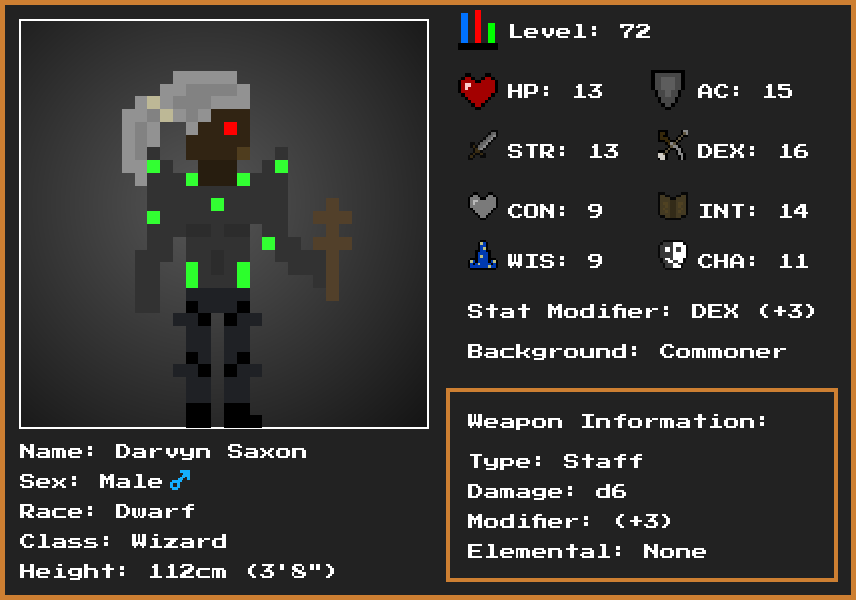 Level: 72
HP: 13 AC: 15
STR: 13 DEX: 16
CON: 9 INT: 14
WIS: 9 CHA: 11
Stat Modifier: DEX (+3)
Background: Commoner
Weapon Information:
Type: Staff
Damage: d6
Modifier: (+3)
Elemental: None
Name: Darvyn Saxon
Sex: Male ♂
Race: Dwarf
Class: Wizard
Height: 112cm (3'8")